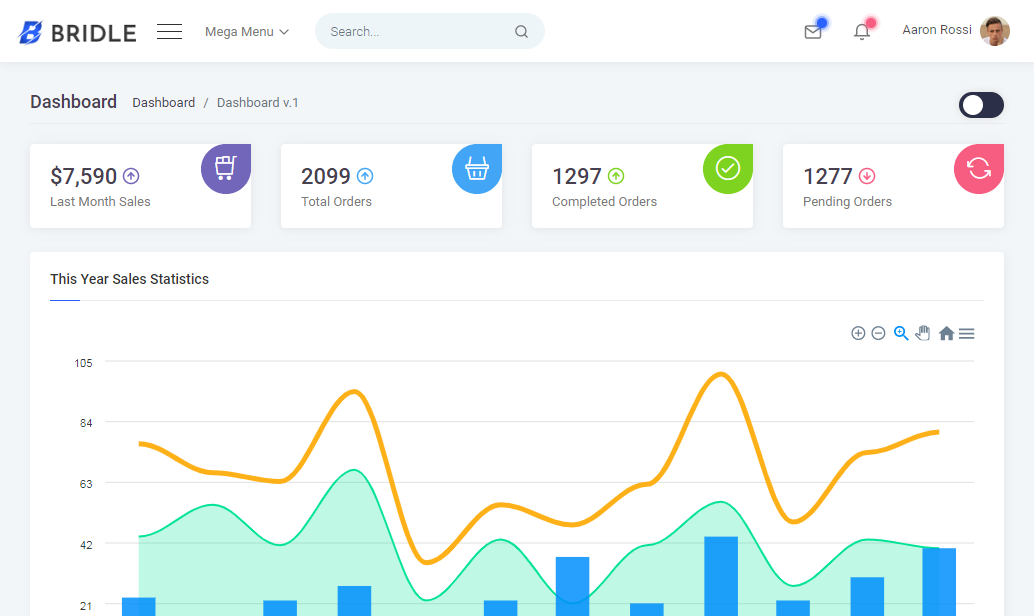 BRIDLE
Mega Menu
Search...
Aaron Rossi
Dashboard
Dashboard / Dashboard v.1
$7,590
Last Month Sales
2099
Total Orders
1297
Completed Orders
1277
Pending Orders
This Year Sales Statistics
105
84
63
42
21